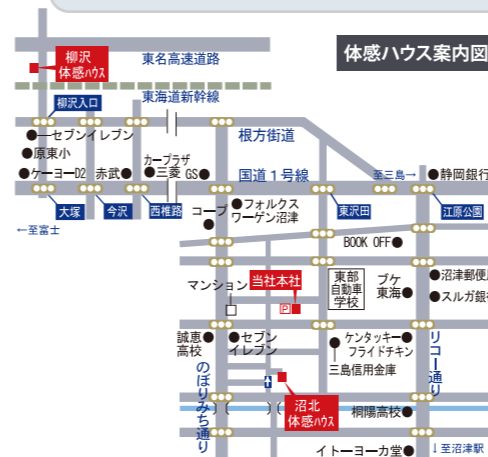 体感ハウス案内図
東名高速道路
柳沢
体感ハウス
東海道新幹線
柳沢入口
セブンイレブン
根方街道
原東小
カープラザ
三菱
GS
ケーヨーD2
赤武
国道1号線
至三島→
静岡銀行
大塚
今沢
西椎路
コープ
フォルクス
ワーゲン沼津
東沢田
江原公園
←至富士
BOOK OFF
マンション
当社本社
P
東部
自動車
学校
ブケ
東海
沼津郵便局
スルガ銀
誠恵
高校
セブン
イレブン
ケンタッキー
フライドチキン
三島信用金庫
リコー通り
のぼりみち通り
沼北
体感ハウス
桐陽高校
イトーヨーカ堂
↓至沼津駅